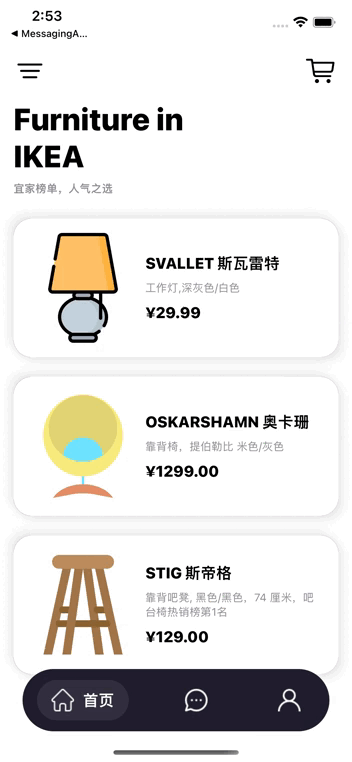 2:53
◀ MessagingA...
Furniture in
IKEA
宜家榜单，人气之选
SVALLET 斯瓦雷特
工作灯,深灰色/白色
¥29.99
OSKARSHAMN 奥卡珊
靠背椅，提伯勒比 米色/灰色
¥1299.00
STIG 斯帝格
靠背吧凳, 黑色/黑色，74 厘米，吧
台椅热销榜第1名
¥129.00
首页